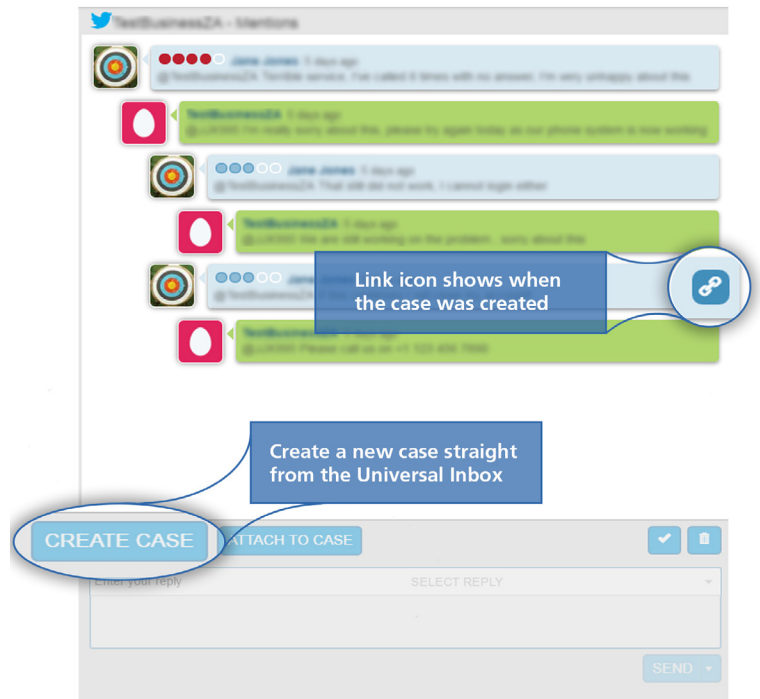 TestBusinessZA - Mentions
Jane Jones 5 days ago
@TestBusinessZA Terrible service, I've called 8 times with no answer, I'm very unhappy about this
TestBusinessZA 5 days ago
I'm really sorry about this, please try again today as our phone system is now working
Jane Jones 5 days ago
@TestBusinessZA That still did not work, I cannot login either
TestBusinessZA 5 days ago
We are still working on the problem , sorry about this
Link icon shows when
the case was created
TestBusinessZA
Please call us on
Create a new case straight
from the Universal Inbox
CREATE CASE
ATTACH TO CASE
Enter your reply
SELECT REPLY
SEND